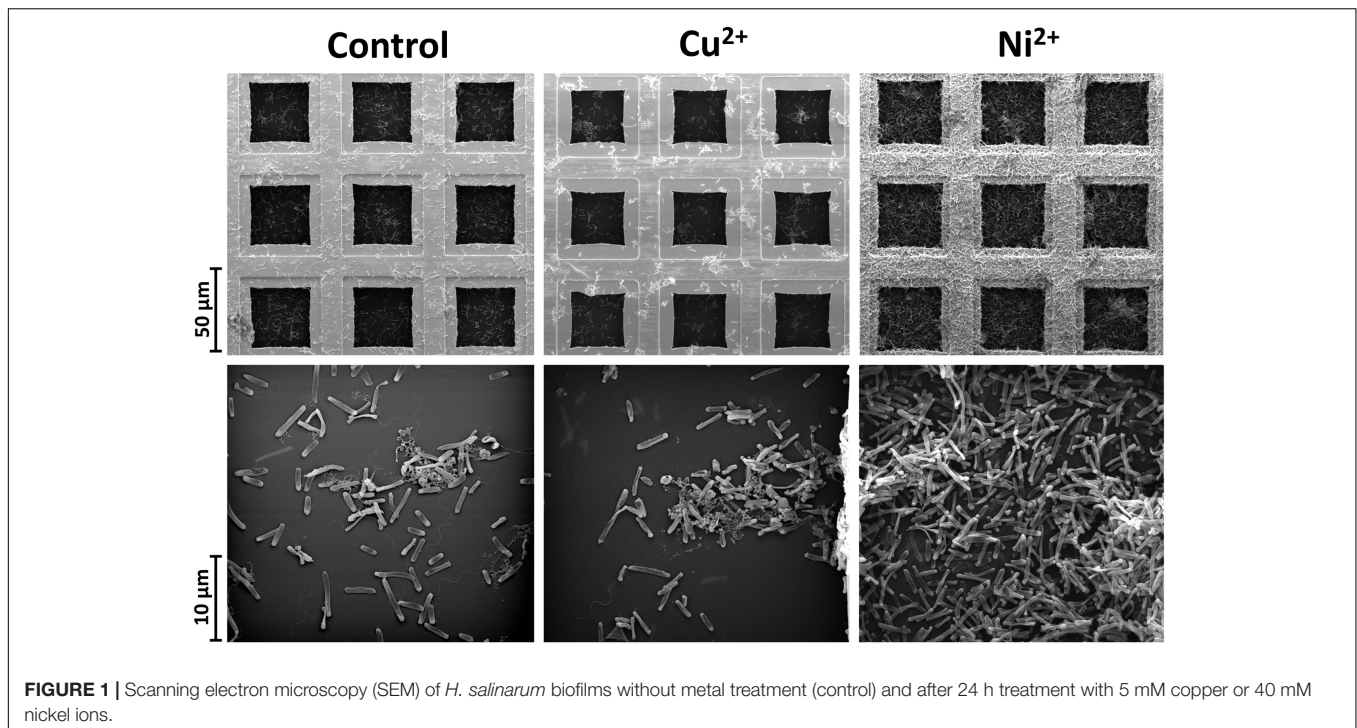 Control Cu²⁺ Ni²⁺
50 µm
10 µm
FIGURE 1 | Scanning electron microscopy (SEM) of H. salinarum biofilms without metal treatment (control) and after 24 h treatment with 5 mM copper or 40 mM
nickel ions.